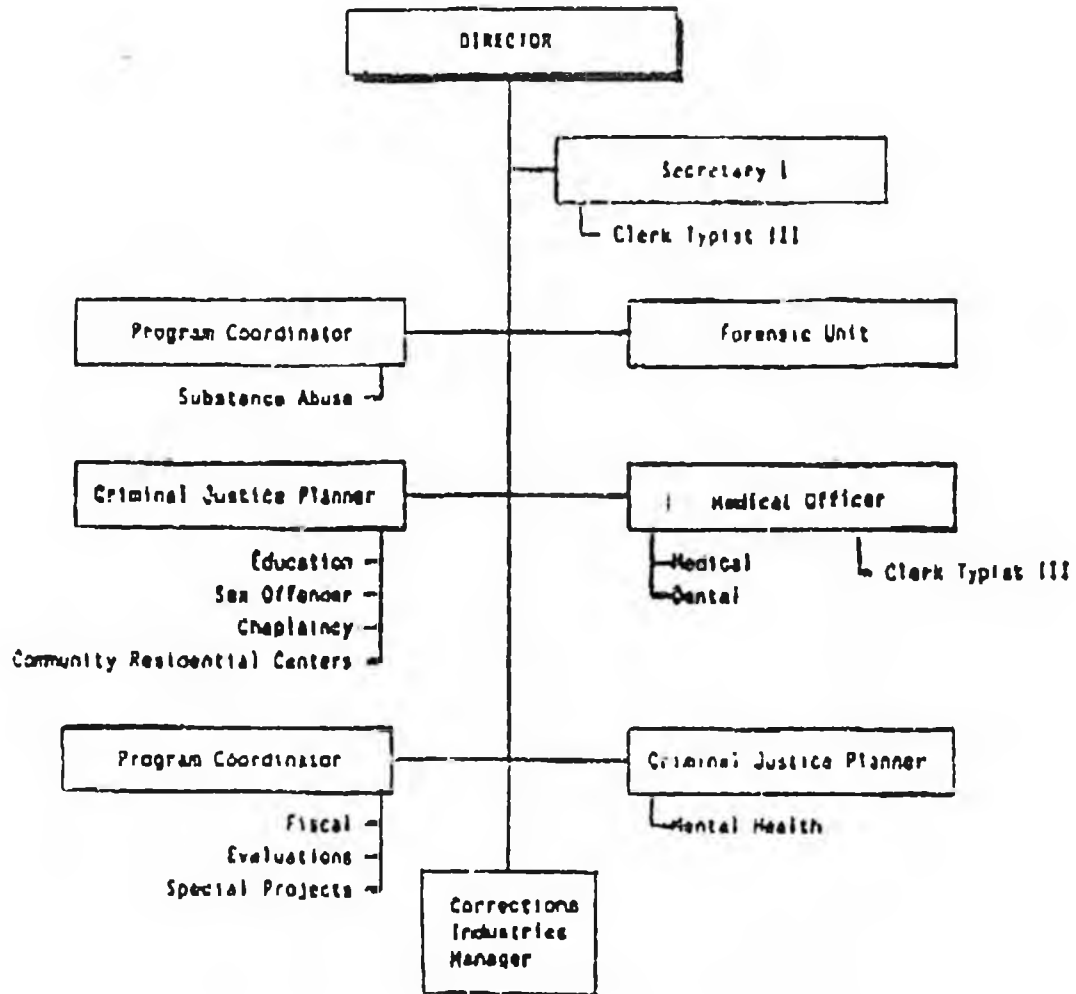 DIRECTOR
Secretary I
Clerk Typist III
Program Coordinator
Forensic Unit
Substance Abuse
Criminal Justice Planner
Medical Officer
Education
Sex Offender
Chaplaincy
Community Residential Centers
Medical
Dental
Clerk Typist III
Program Coordinator
Criminal Justice Planner
Fiscal
Evaluations
Special Projects
Mental Health
Corrections
Industries
Manager